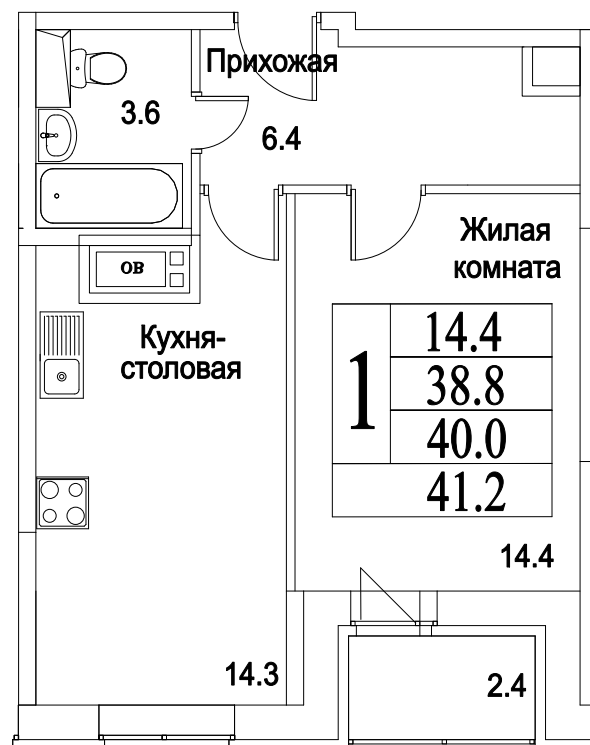 Прихожая
3.6
6.4
Жилая
комната
ОВ
Кухня-
столовая
1
14.4
38.8
40.0
41.2
14.4
14.3
2.4